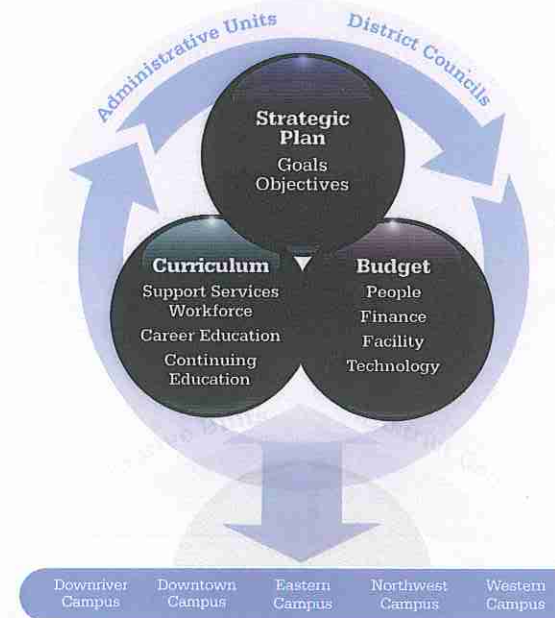 Administrative Units
District Councils
Strategic
Plan
Goals
Objectives
Curriculum
Support Services
Workforce
Career Education
Continuing
Education
Budget
People
Finance
Facility
Technology
Downriver
Campus
Downtown
Campus
Eastern
Campus
Northwest
Campus
Western
Campus